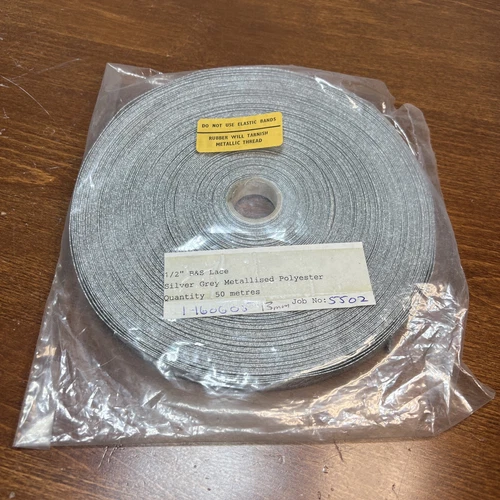 DO NOT USE ELASTIC BANDS
RUBBER WILL TARNISH
METALLIC THREAD
1/2" B&S Lace
Silver Grey Metallised Polyester
Quantity 50 metres
13mm Job No: 5502